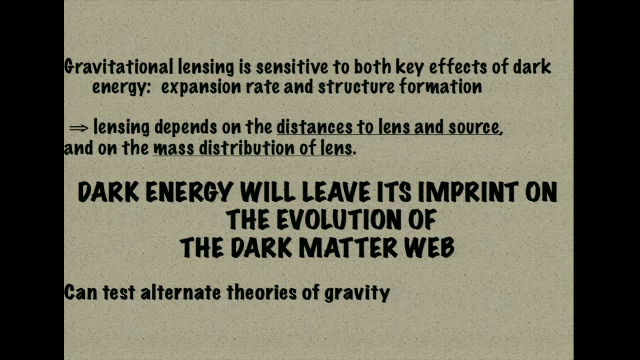 Gravitational lensing is sensitive to both key effects of dark
energy: expansion rate and structure formation
⇒ lensing depends on the distances to lens and source,
and on the mass distribution of lens.
DARK ENERGY WILL LEAVE ITS IMPRINT ON
THE EVOLUTION OF
THE DARK MATTER WEB
Can test alternate theories of gravity